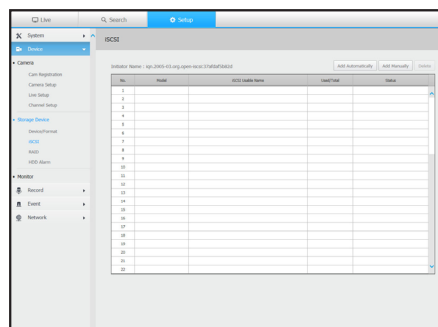 Live
Search
Setup
System
Device
Camera
Cam Registration
Camera Setup
Live Setup
Channel Setup
Storage Device
Device/Format
iSCSI
RAID
HDD Alarm
Monitor
Record
Event
Network
iSCSI
Initiator Name :
Add Automatically
Add Manually
Delete
No. Model iSCSI Usable Name Used/Total Status
1
2
3
4
5
6
7
8
9
10
11
12
13
14
15
16
17
18
19
20
21
22